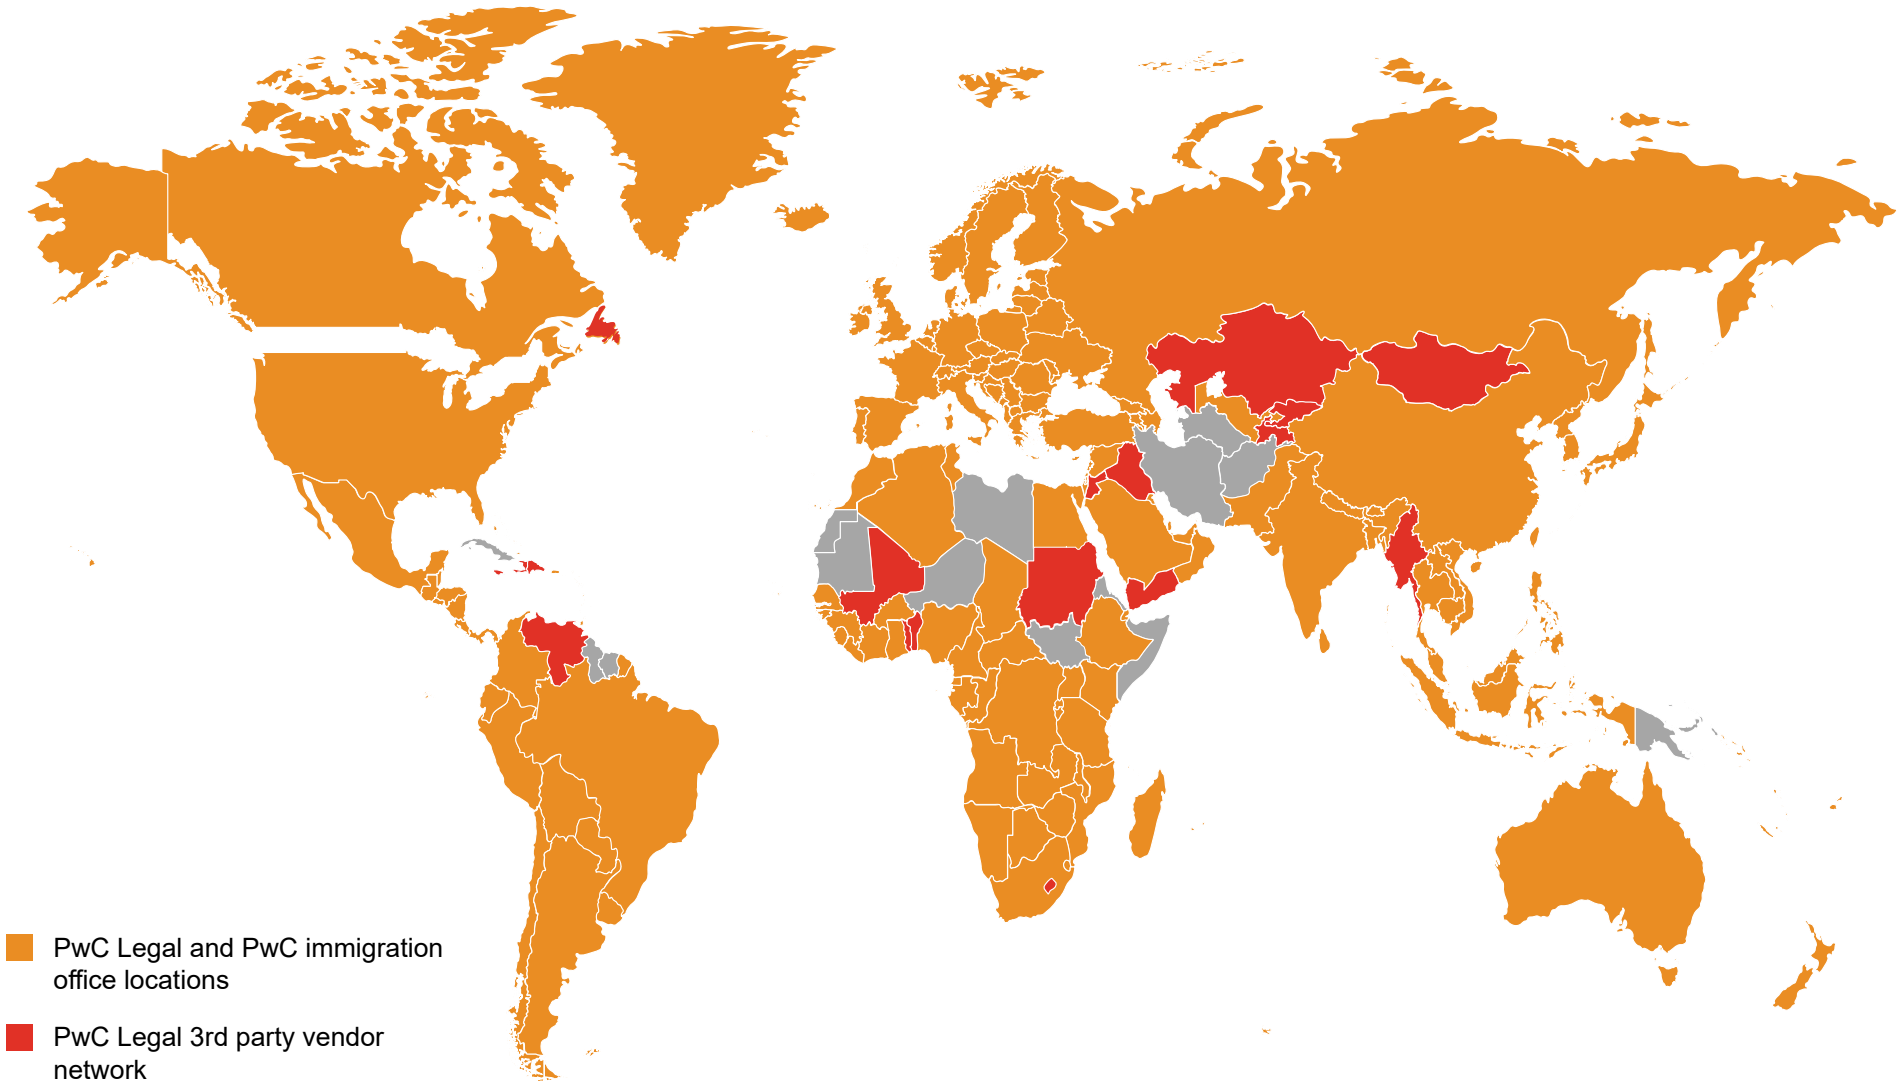 PwC Legal and PwC immigration
office locations
PwC Legal 3rd party vendor
network